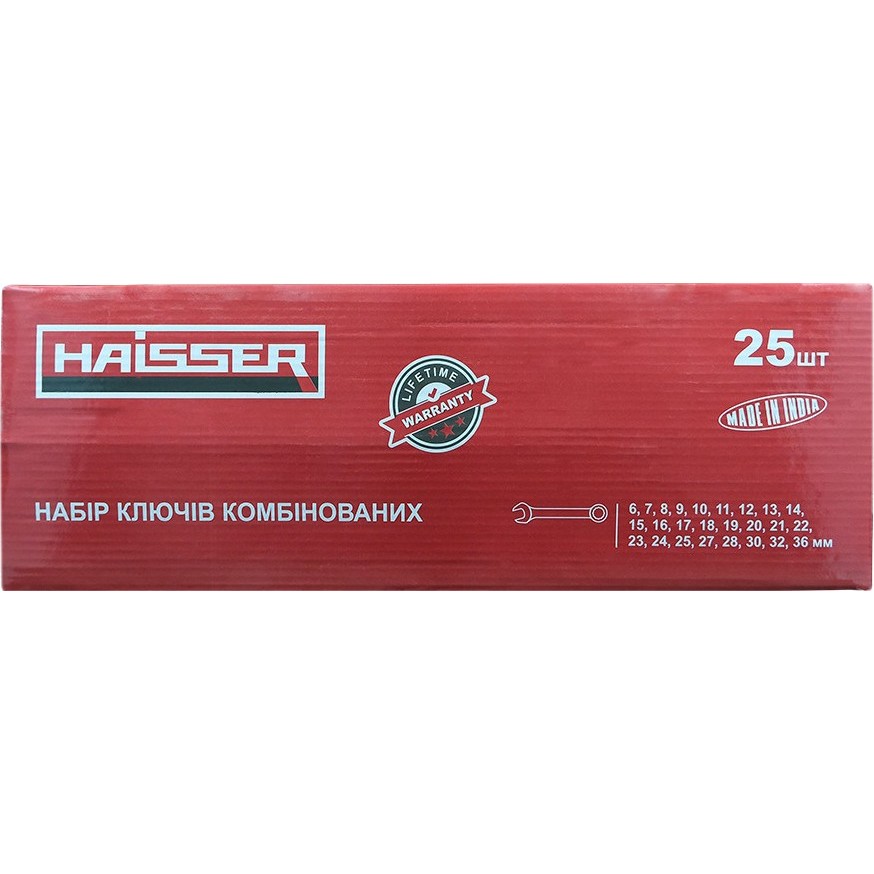 HAISSER
25шт
LIFETIME
WARRANTY
MADE IN INDIA
НАБІР КЛЮЧІВ КОМБІНОВАНИХ
6, 7, 8, 9, 10, 11, 12, 13, 14,
15, 16, 17, 18, 19, 20, 21, 22,
23, 24, 25, 27, 28, 30, 32, 36 мм